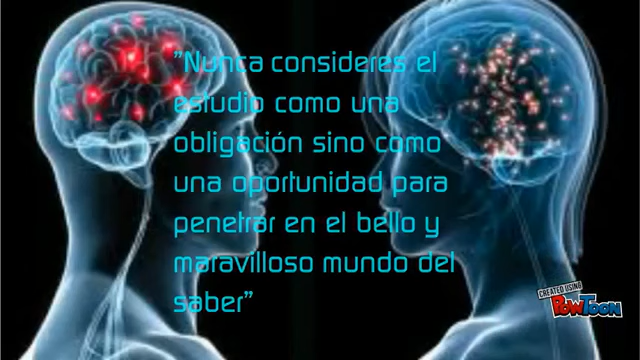 "Nunca consideres el
estudio como una
obligación sino como
una oportunidad para
penetrar en el bello y
maravilloso mundo del
saber"
CREATED USING
POWTOON